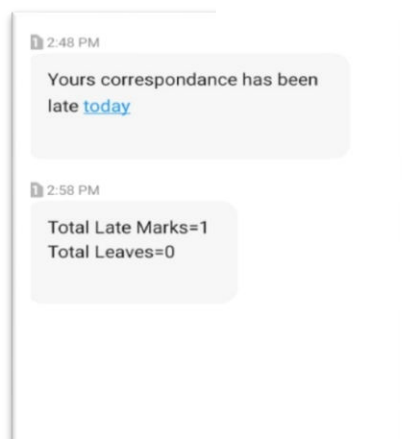 2:48 PM
Yours correspondance has been
late today
2:58 PM
Total Late Marks=1
Total Leaves=0